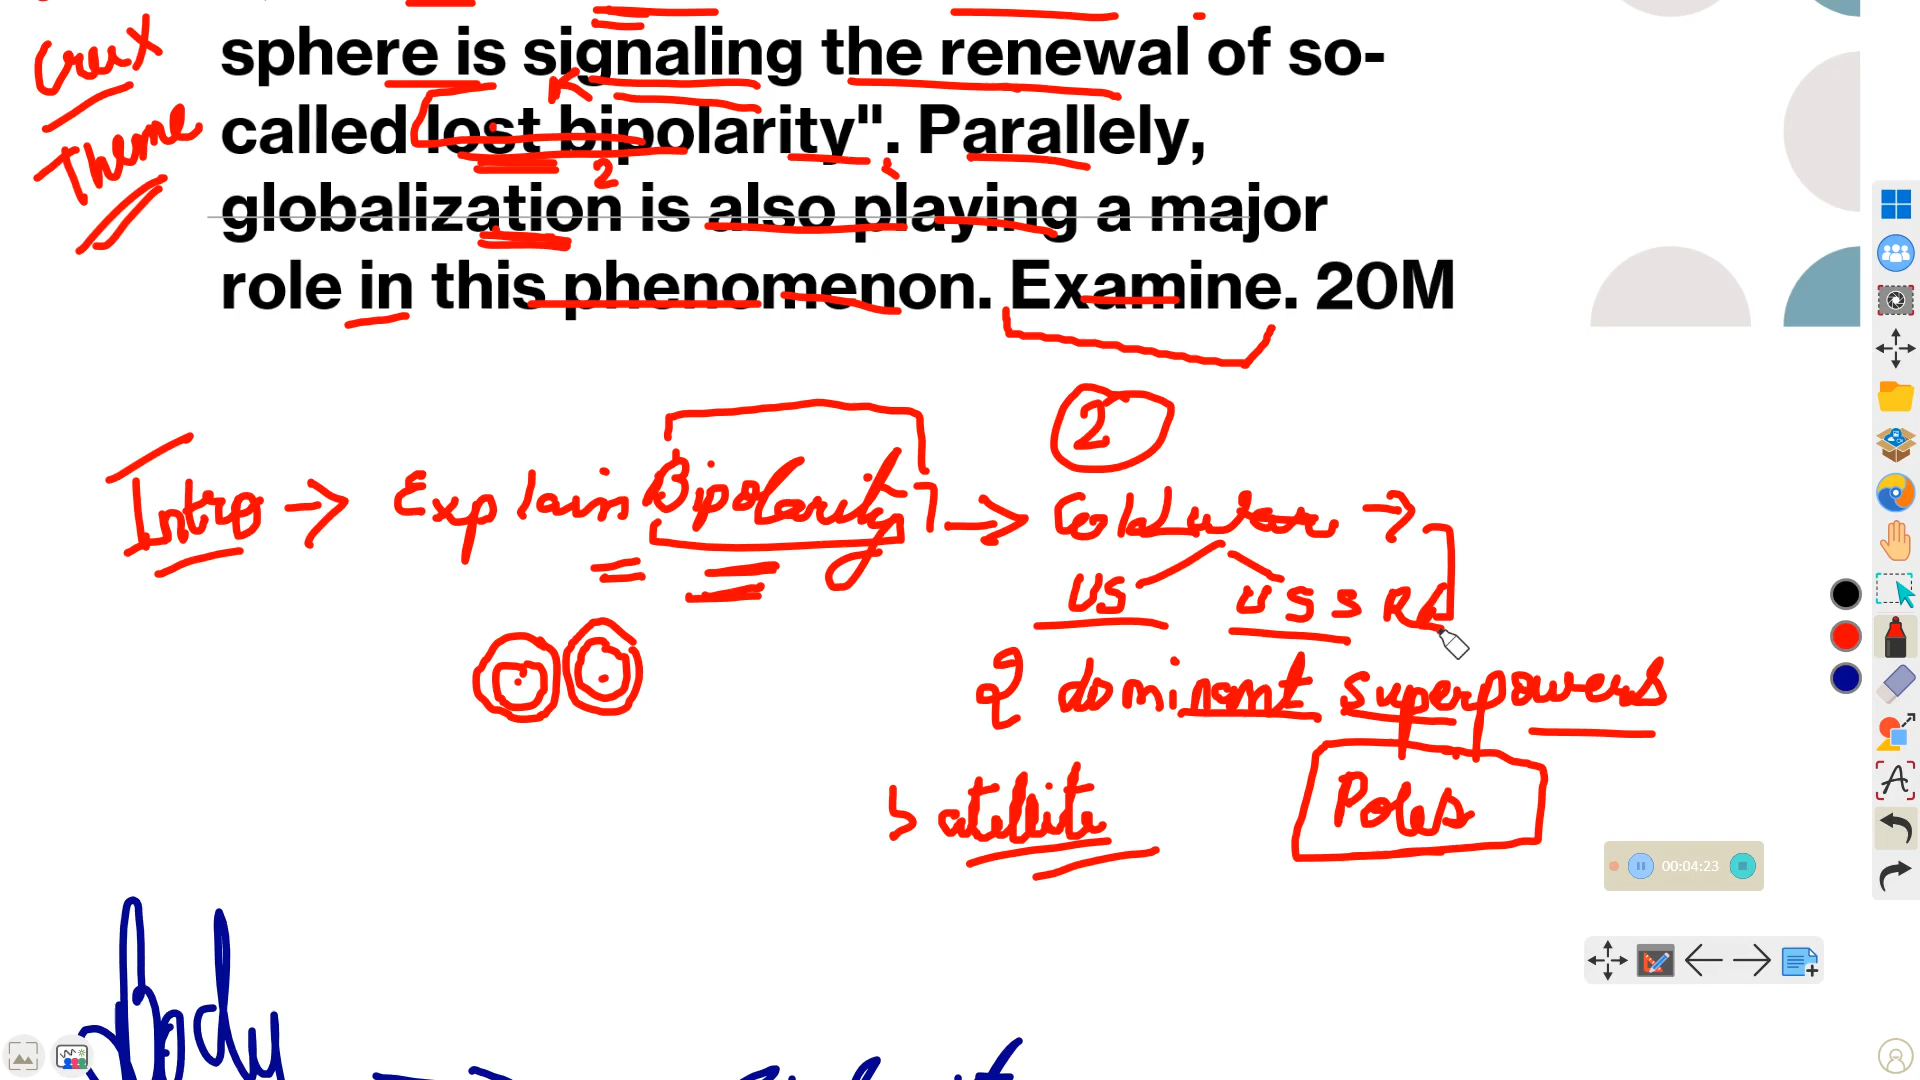 sphere is signaling the renewal of so-
called lost bipolarity". Parallely,
globalization is also playing a major
role in this phenomenon. Examine. 20M
Crux
Theme
2
2
Intro → Explain Bipolarity → Cold war →
US USSR
2 dominant superpowers
Poles
satellite
00:04:23
Body